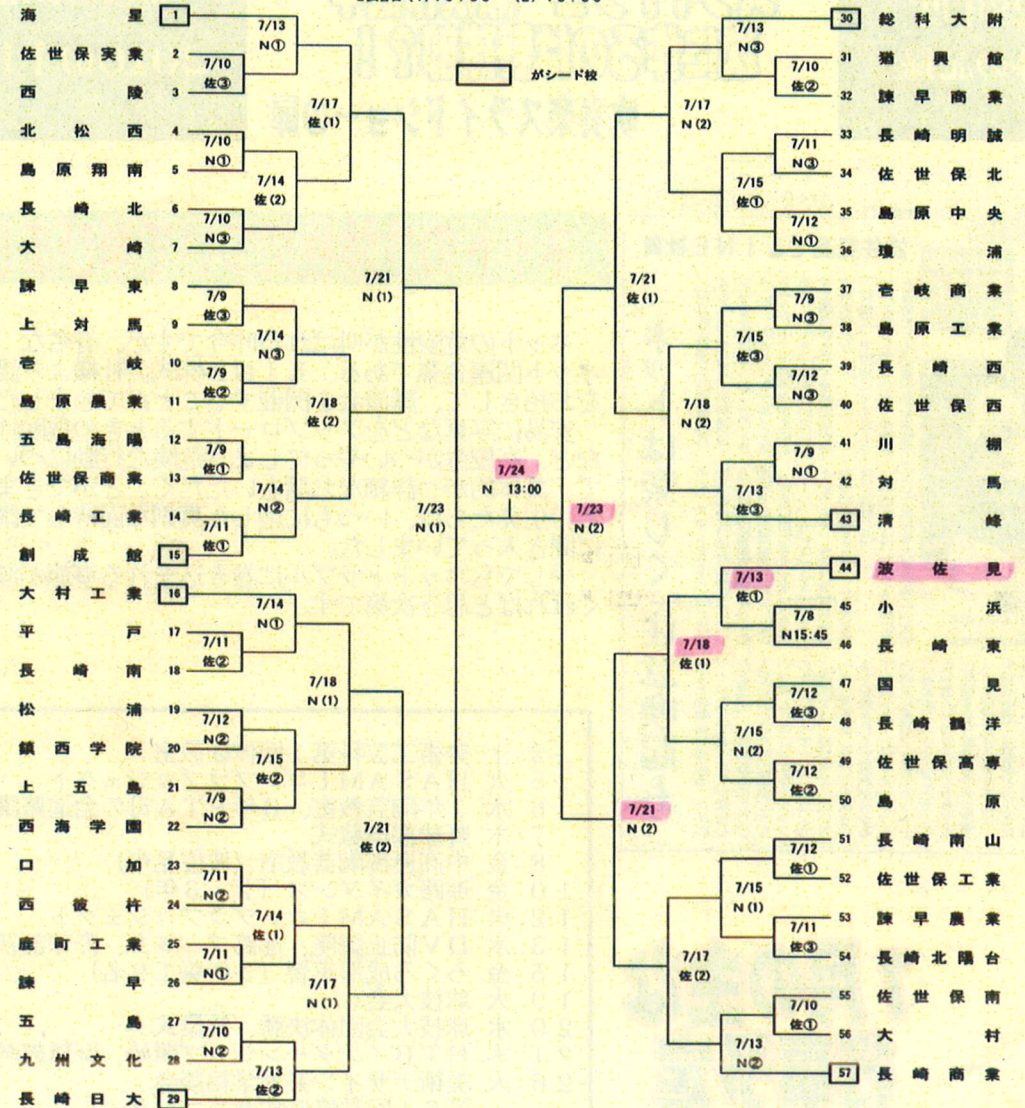 がシード校
海星 1
佐世保実業 2
西陵 3
北松西 4
島原翔南 5
長崎北 6
大崎 7
諫早東 8
上対馬 9
壱岐 10
島原農業 11
五島海陽 12
佐世保商業 13
長崎工業
創成館 15
大村工業 16
平戸 17
長崎南 18
松浦 19
鎮西学院 20
上五島 21
西海学園 22
口加 23
西彼杵 24
鹿町工業 25
諫早 26
五島 27
九州文化 28
長崎日大 29
7/13
N①
7/10
佐③
7/10
N①
7/10
N③
7/14
佐(2)
7/17
佐(1)
7/9
佐③
7/9
佐②
7/14
N③
7/9
佐①
7/11
佐①
7/14
N②
7/18
佐(2)
7/21
N(1)
7/14
N①
7/11
佐②
7/12
N②
7/9
N②
7/15
佐②
7/18
N(1)
7/11
N②
7/11
N①
7/14
佐(1)
7/10
N②
7/13
佐②
7/17
N(1)
7/21
佐(2)
7/23
N(1)
7/24
N 13:00
7/23
N(2)
30 総科大附
31 猶興館
32 諫早商業
33 長崎明誠
34 佐世保北
35 島原中央
36 瓊浦
37 壱岐商業
38 島原工業
39 長崎西
40 佐世保西
41 川棚
42 対馬
43 清峰
44 波佐見
45 小浜
46 長崎東
47 国見
48 長崎鶴洋
49 佐世保高専
50 島原
51 長崎南山
52 佐世保工業
53 諫早農業
54 長崎北陽台
55 佐世保南
56 大村
57 長崎商業
7/13
N③
7/10
佐②
7/17
N(2)
7/11
N③
7/15
佐①
7/12
N①
7/21
佐(1)
7/9
N③
7/15
佐③
7/12
N③
7/18
N(2)
7/9
N①
7/13
佐③
7/13
佐①
7/8
N15:45
7/18
佐(1)
7/12
佐③
7/15
N(2)
7/12
佐②
7/21
N(2)
7/12
佐①
7/15
N(1)
7/11
佐③
7/17
佐(2)
7/10
佐①
7/13
N②